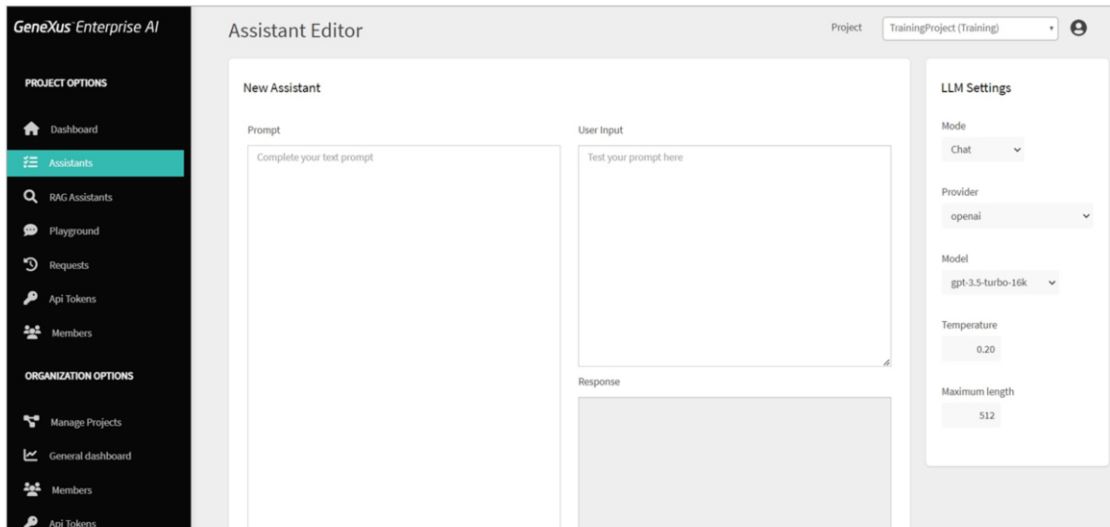 GeneXus™Enterprise AI
PROJECT OPTIONS
Dashboard
Assistants
RAG Assistants
Playground
Requests
Api Tokens
Members
ORGANIZATION OPTIONS
Manage Projects
General dashboard
Members
Api Tokens
Assistant Editor
Project
TrainingProject (Training)
New Assistant
Prompt
Complete your text prompt
User Input
Test your prompt here
Response
LLM Settings
Mode
Chat
Provider
openai
Model
gpt-3.5-turbo-16k
Temperature
0.20
Maximum length
512